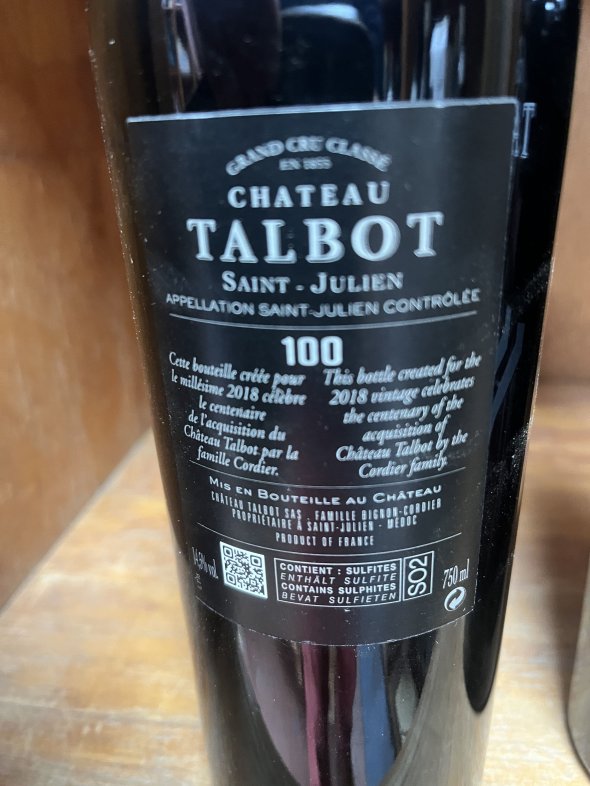 GRAND CRU CLASSÉ
EN 1855
CHATEAU
TALBOT
SAINT - JULIEN
APPELLATION SAINT-JULIEN CONTRÔLÉE
100
Cette bouteille créée pour
le millésime 2018 célèbre
le centenaire
de l'acquisition du
Château Talbot par la
famille Cordier.
This bottle created for the
2018 vintage celebrates
the centenary of the
acquisition of
Château Talbot by the
Cordier family.
MIS EN BOUTEILLE AU CHÂTEAU
CHÂTEAU TALBOT SAS - FAMILLE BIGNON-CORDIER
PROPRIÉTAIRE À SAINT-JULIEN - MÉDOC
PRODUCT OF FRANCE
CONTIENT : SULFITES
ENTHÄLT SULFITE
CONTAINS SULPHITES
BEVAT SULFIETEN
SO2
750 ml